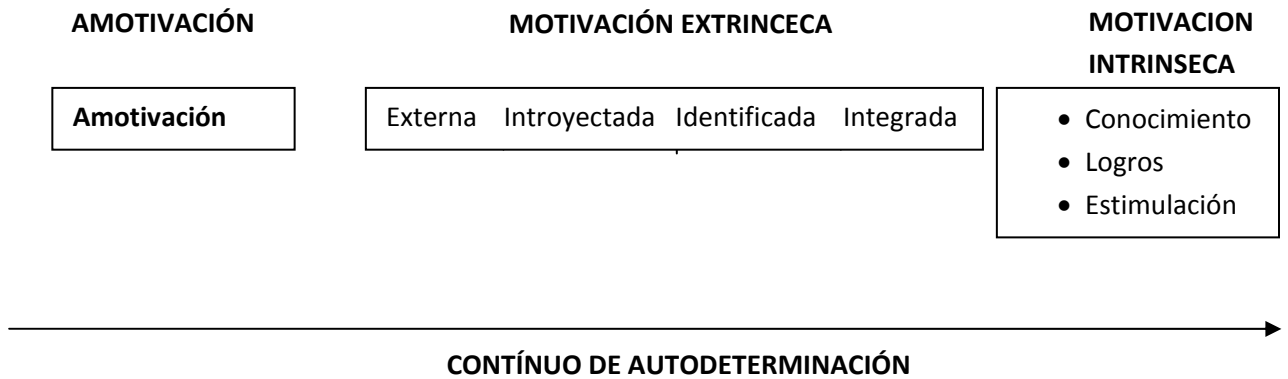 AMOTIVACIÓN
MOTIVACIÓN EXTRINCECA
MOTIVACION
INTRINSECA
Amotivación
Externa Introyectada Identificada Integrada
• Conocimiento
• Logros
• Estimulación
CONTÍNUO DE AUTODETERMINACIÓN